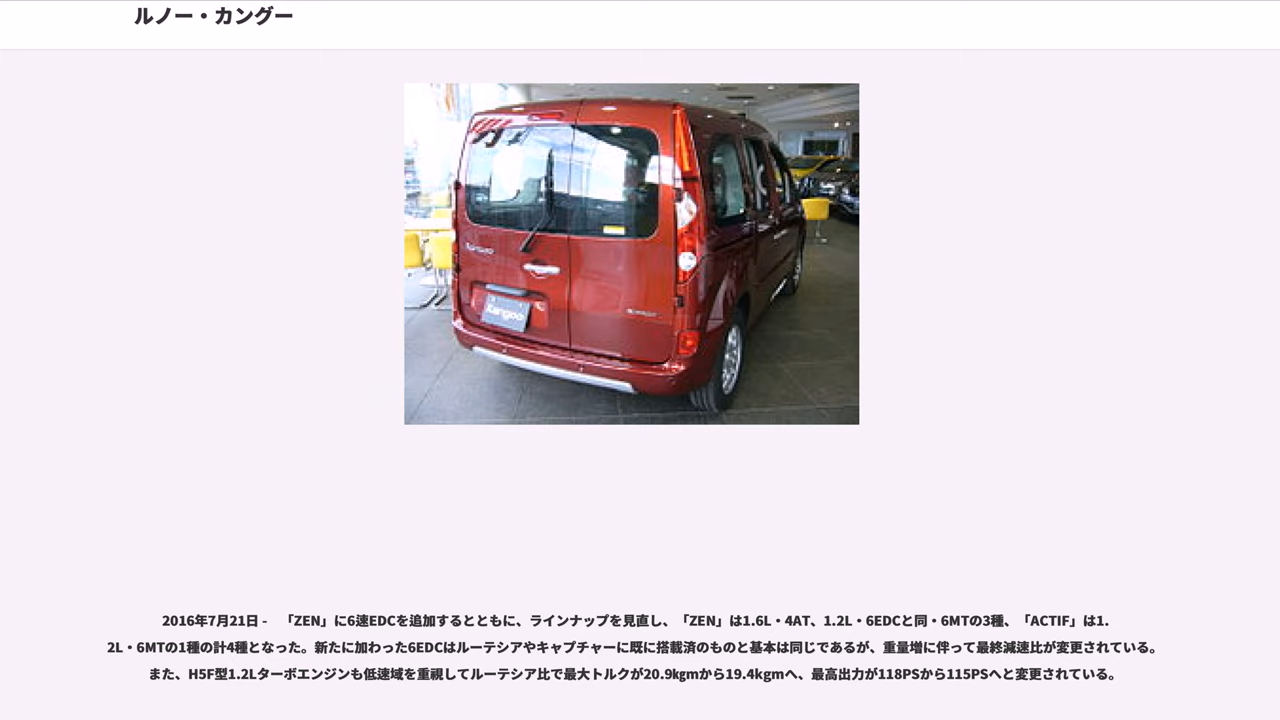 ルノー・カングー
kangoo
2016年7月21日 -　「ZEN」に6速EDCを追加するとともに、ラインナップを見直し、「ZEN」は1.6L・4AT、1.2L・6EDCと同・6MTの3種、「ACTIF」は1.
2L・6MTの1種の計4種となった。新たに加わった6EDCはルーテシアやキャプチャーに既に搭載済のものと基本は同じであるが、重量増に伴って最終減速比が変更されている。
また、H5F型1.2Lターボエンジンも低速域を重視してルーテシア比で最大トルクが20.9kgmから19.4kgmへ、最高出力が118PSから115PSへと変更されている。